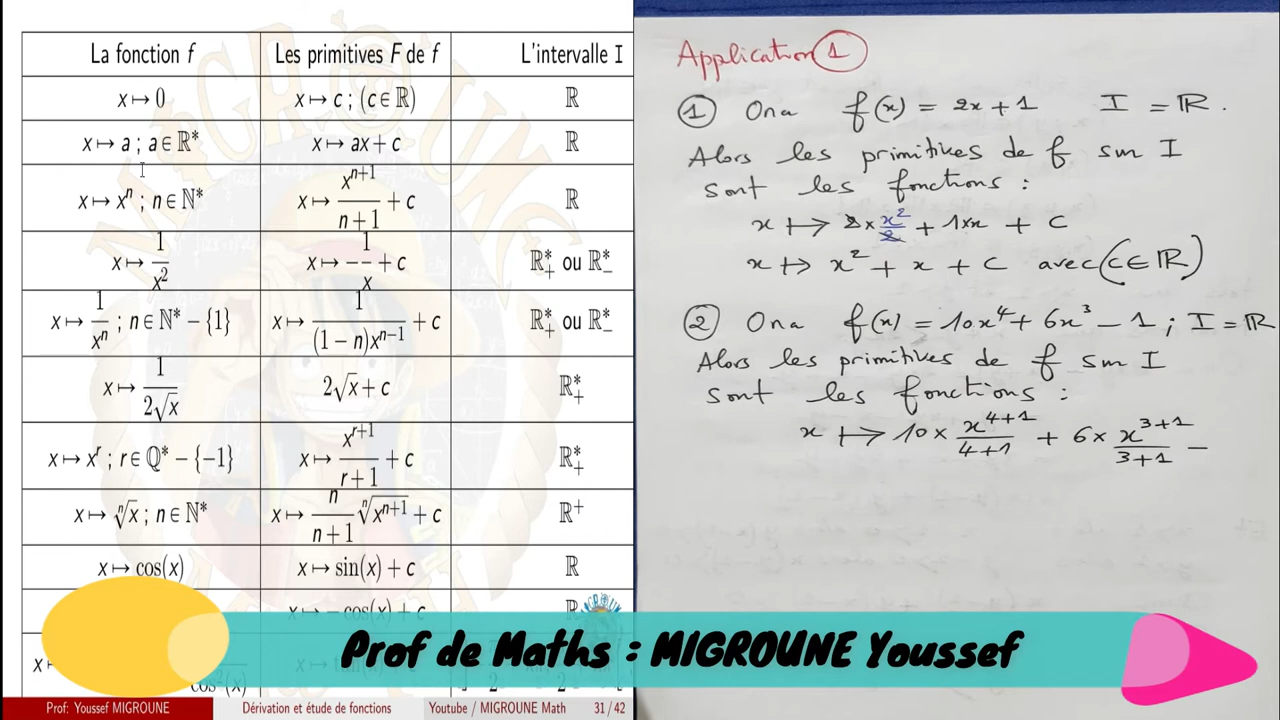 La fonction f Les primitives F de f L'intervalle I
x ↦ 0 x ↦ c ; (c ∈ ℝ) ℝ
x ↦ a ; a ∈ ℝ* x ↦ ax + c ℝ
x ↦ xⁿ ; n ∈ ℕ* x ↦ xⁿ⁺¹/(n+1) + c ℝ
x ↦ 1/x² x ↦ -1/x + c ℝ*₊ ou ℝ*₋
x ↦ 1/xⁿ ; n ∈ ℕ* − {1} x ↦ 1/((1−n)xⁿ⁻¹) + c ℝ*₊ ou ℝ*₋
x ↦ 1/(2√x) 2√x + c ℝ*₊
x ↦ xʳ ; r ∈ ℚ* − {−1} x ↦ xʳ⁺¹/(r+1) + c ℝ*₊
x ↦ ⁿ√x ; n ∈ ℕ* x ↦ n/(n+1) ⁿ√(xⁿ⁺¹) + c ℝ⁺
x ↦ cos(x) x ↦ sin(x) + c ℝ
x ↦ −cos(x) + c ℝ
Application 1
1 On a f(x) = 2x + 1 I = ℝ.
Alors les primitives de f sur I
sont les fonctions :
x ↦ 2 × x²/2 + 1×x + c
x ↦ x² + x + c avec (c ∈ ℝ)
2 On a f(x) = 10x⁴ + 6x³ − 1 ; I = ℝ
Alors les primitives de f sur I
sont les fonctions :
x ↦ 10 × x⁴⁺¹/(4+1) + 6 × x³⁺¹/(3+1) −
Prof de Maths : MIGROUNE Youssef
Prof: Youssef MIGROUNE Dérivation et étude de fonctions Youtube / MIGROUNE Math 31 / 42